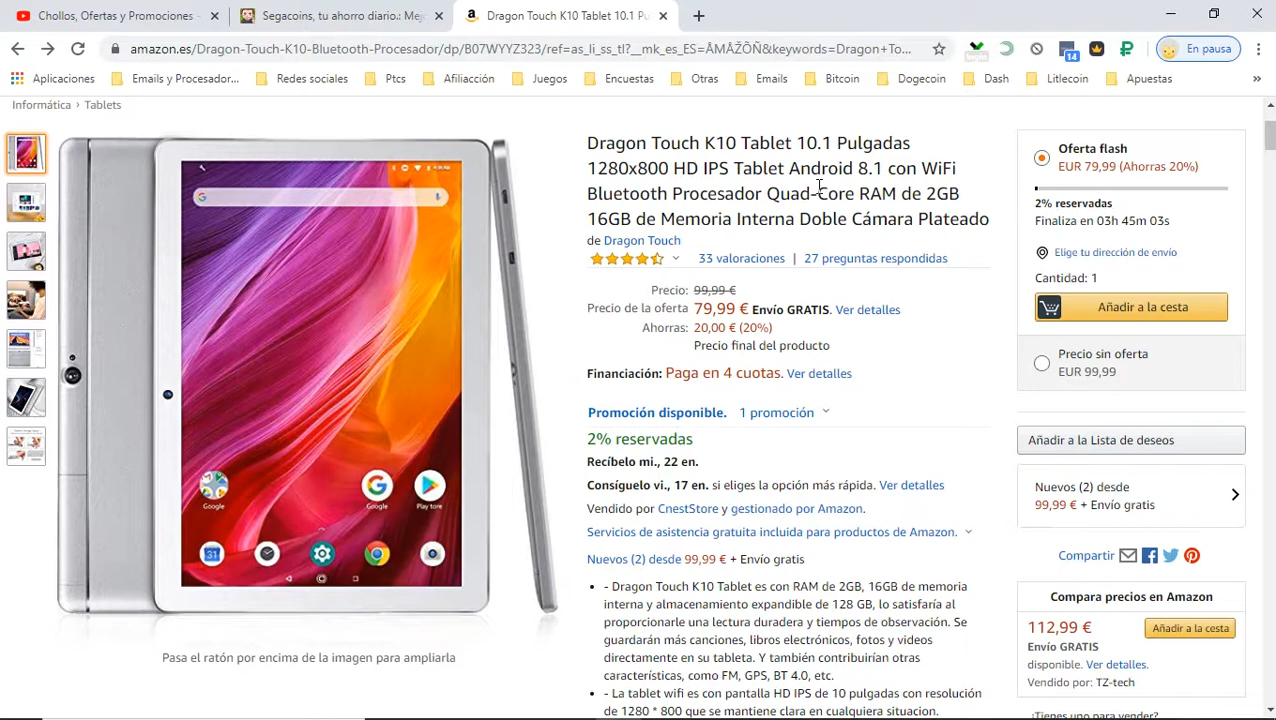 Chollos, Ofertas y Promociones -
Segacoins, tu ahorro diario.: Mej
Dragon Touch K10 Tablet 10.1 Pu
amazon.es/Dragon-Touch-K10-Bluetooth-Procesador/dp/B07WYYZ323/ref=as_li_ss_tl?__mk_es_ES=ÅMÅŽÕÑ&keywords=Dragon+To...
14
En pausa
Aplicaciones
Emails y Procesador...
Redes sociales
Ptcs
Afiliacción
Juegos
Encuestas
Otras
Emails
Bitcoin
Dogecoin
Dash
Litlecoin
Apuestas
»
Informática › Tablets
Dragon Touch K10 Tablet 10.1 Pulgadas
1280x800 HD IPS Tablet Android 8.1 con WiFi
Bluetooth Procesador Quad-Core RAM de 2GB
16GB de Memoria Interna Doble Cámara Plateado
de Dragon Touch
33 valoraciones | 27 preguntas respondidas
Precio: 99,99 €
Precio de la oferta 79,99 € Envío GRATIS. Ver detalles
Ahorras: 20,00 € (20%)
Precio final del producto
Financiación: Paga en 4 cuotas. Ver detalles
Promoción disponible. 1 promoción
2% reservadas
Recíbelo mi., 22 en.
Consíguelo vi., 17 en. si eliges la opción más rápida. Ver detalles
Vendido por CnestStore y gestionado por Amazon.
Servicios de asistencia gratuita incluida para productos de Amazon.
Nuevos (2) desde 99,99 € + Envío gratis
• - Dragon Touch K10 Tablet es con RAM de 2GB, 16GB de memoria
interna y almacenamiento expandible de 128 GB, lo satisfaría al
proporcionarle una lectura duradera y tiempos de observación. Se
guardarán más canciones, libros electrónicos, fotos y videos
directamente en su tableta. Y también contribuirían otras
características, como FM, GPS, BT 4.0, etc.
• - La tablet wifi es con pantalla HD IPS de 10 pulgadas con resolución
de 1280 * 800 que se mantiene clara en cualquiera situacion.
Google
Google
Play tore
31
Pasa el ratón por encima de la imagen para ampliarla
Oferta flash
EUR 79,99 (Ahorras 20%)
2% reservadas
Finaliza en 03h 45m 03s
Elige tu dirección de envío
Cantidad: 1
Añadir a la cesta
Precio sin oferta
EUR 99,99
Añadir a la Lista de deseos
Nuevos (2) desde
99,99 € + Envío gratis
Compartir
Compara precios en Amazon
112,99 €
Añadir a la cesta
Envío GRATIS
disponible. Ver detalles.
Vendido por: TZ-tech
¿Tienes uno para vender?